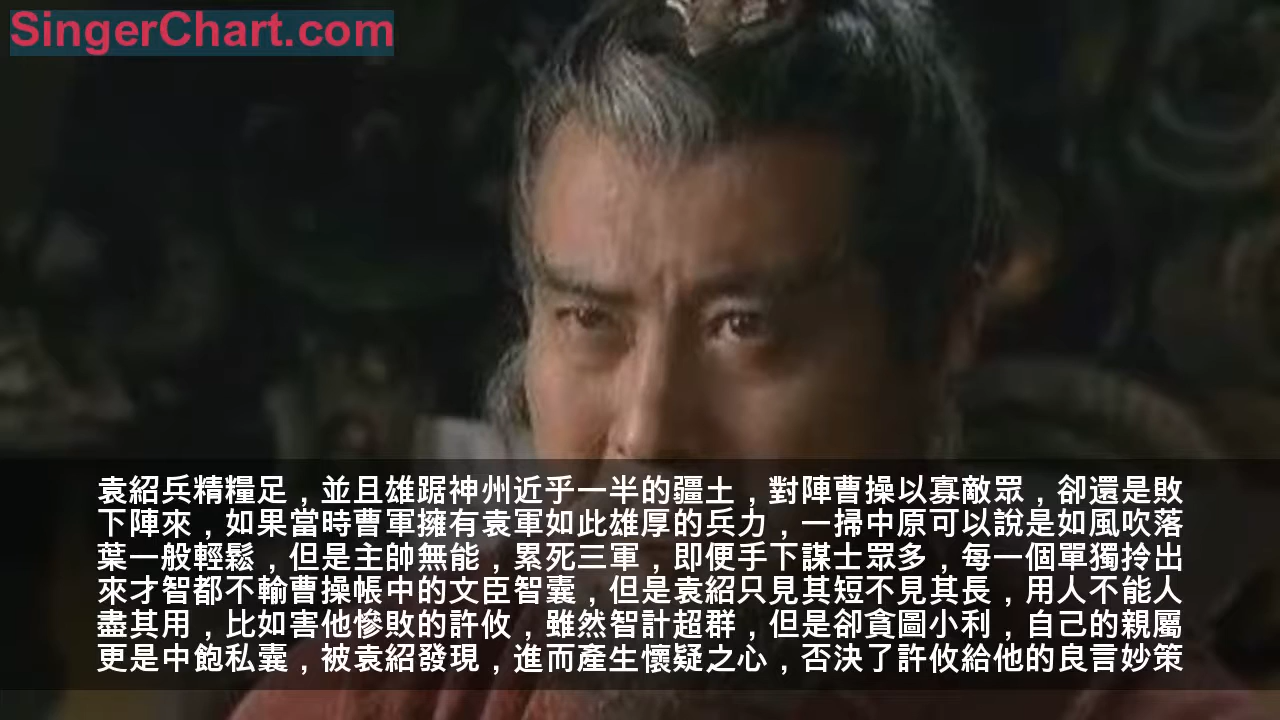 SingerChart.com
袁紹兵精糧足，並且雄踞神州近乎一半的疆土，對陣曹操以寡敵眾，卻還是敗
下陣來，如果當時曹軍擁有袁軍如此雄厚的兵力，一掃中原可以說是如風吹落
葉一般輕鬆，但是主帥無能，累死三軍，即便手下謀士眾多，每一個單獨拎出
來才智都不輸曹操帳中的文臣智囊，但是袁紹只見其短不見其長，用人不能人
盡其用，比如害他慘敗的許攸，雖然智計超群，但是卻貪圖小利，自己的親屬
更是中飽私囊，被袁紹發現，進而產生懷疑之心，否決了許攸給他的良言妙策